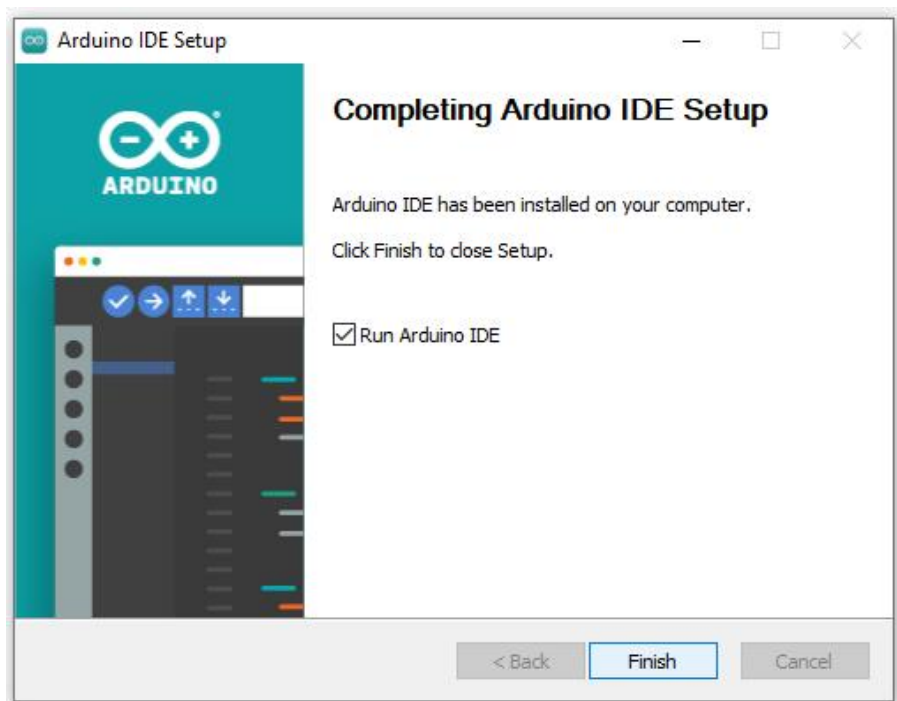 Arduino IDE Setup
ARDUINO
Completing Arduino IDE Setup
Arduino IDE has been installed on your computer.
Click Finish to close Setup.
Run Arduino IDE
< Back
Finish
Cancel